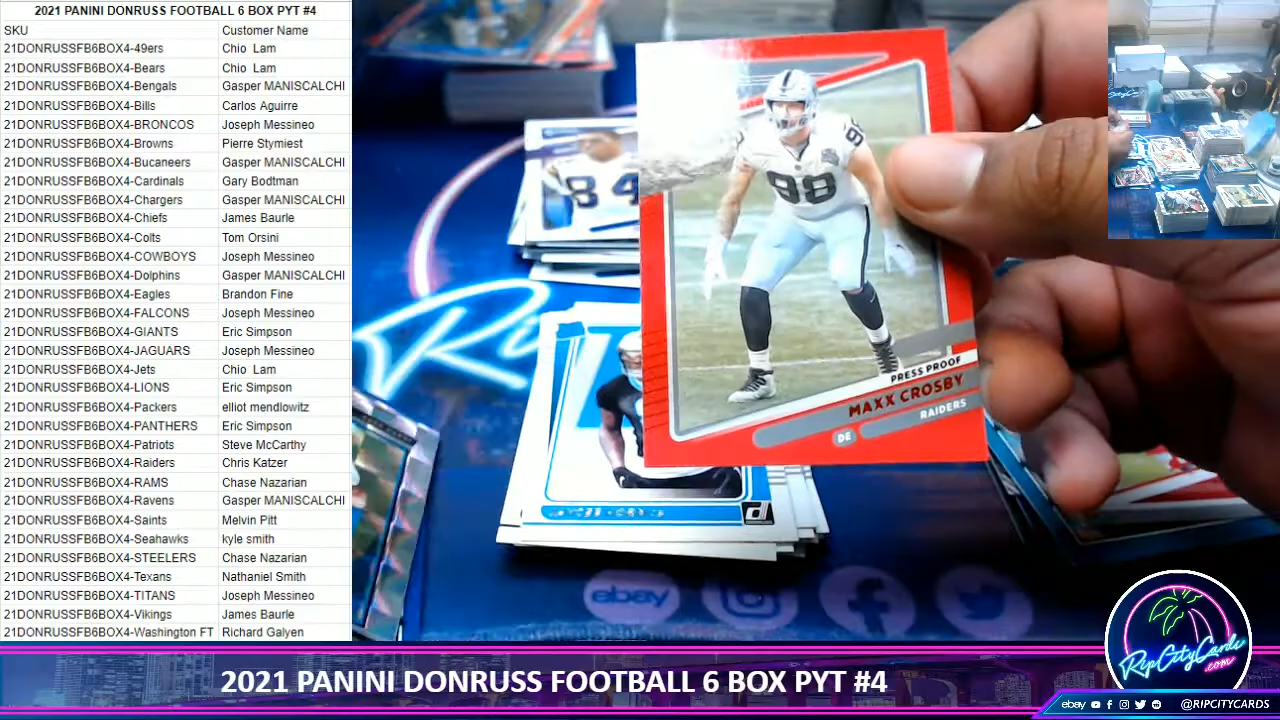 2021 PANINI DONRUSS FOOTBALL 6 BOX PYT #4
SKU Customer Name
21DONRUSSFB6BOX4-49ers Chio Lam
21DONRUSSFB6BOX4-Bears Chio Lam
21DONRUSSFB6BOX4-Bengals Gasper MANISCALCHI
21DONRUSSFB6BOX4-Bills Carlos Aguirre
21DONRUSSFB6BOX4-BRONCOS Joseph Messineo
21DONRUSSFB6BOX4-Browns Pierre Stymiest
21DONRUSSFB6BOX4-Bucaneers Gasper MANISCALCHI
21DONRUSSFB6BOX4-Cardinals Gary Bodtman
21DONRUSSFB6BOX4-Chargers Gasper MANISCALCHI
21DONRUSSFB6BOX4-Chiefs James Baurle
21DONRUSSFB6BOX4-Colts Tom Orsini
21DONRUSSFB6BOX4-COWBOYS Joseph Messineo
21DONRUSSFB6BOX4-Dolphins Gasper MANISCALCHI
21DONRUSSFB6BOX4-Eagles Brandon Fine
21DONRUSSFB6BOX4-FALCONS Joseph Messineo
21DONRUSSFB6BOX4-GIANTS Eric Simpson
21DONRUSSFB6BOX4-JAGUARS Joseph Messineo
21DONRUSSFB6BOX4-Jets Chio Lam
21DONRUSSFB6BOX4-LIONS Eric Simpson
21DONRUSSFB6BOX4-Packers elliot mendlowitz
21DONRUSSFB6BOX4-PANTHERS Eric Simpson
21DONRUSSFB6BOX4-Patriots Steve McCarthy
21DONRUSSFB6BOX4-Raiders Chris Katzer
21DONRUSSFB6BOX4-RAMS Chase Nazarian
21DONRUSSFB6BOX4-Ravens Gasper MANISCALCHI
21DONRUSSFB6BOX4-Saints Melvin Pitt
21DONRUSSFB6BOX4-Seahawks kyle smith
21DONRUSSFB6BOX4-STEELERS Chase Nazarian
21DONRUSSFB6BOX4-Texans Nathaniel Smith
21DONRUSSFB6BOX4-TITANS Joseph Messineo
21DONRUSSFB6BOX4-Vikings James Baurle
21DONRUSSFB6BOX4-Washington FT Richard Galyen
84
98
98
PRESS PROOF
MAXX CROSBY
RAIDERS
DE
Rip
ebay
RipCityCards
.com
2021 PANINI DONRUSS FOOTBALL 6 BOX PYT #4
ebay @RIPCITYCARDS